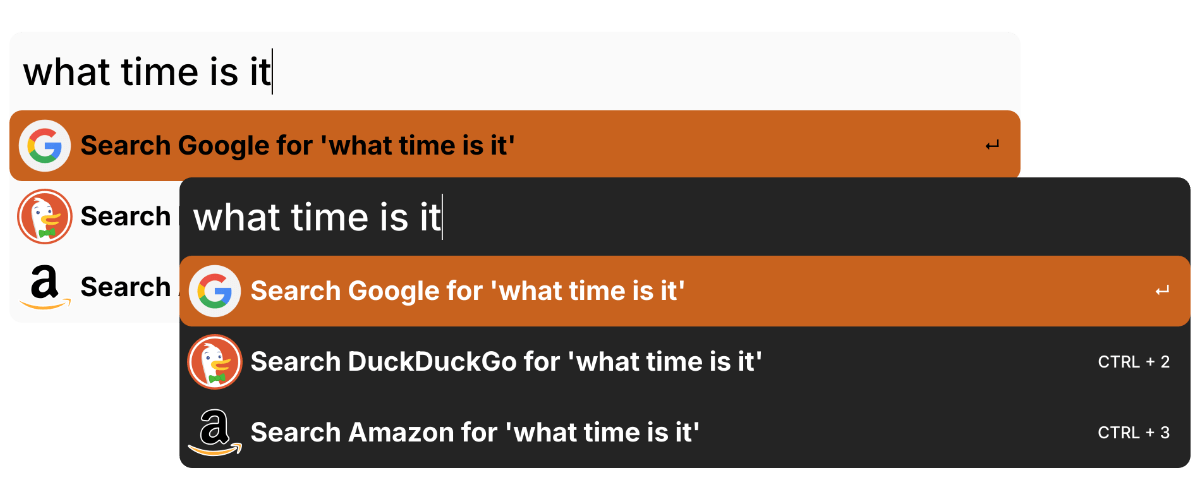 what time is it
Search Google for 'what time is it'
Search
Search
what time is it
Search Google for 'what time is it' ↵
Search DuckDuckGo for 'what time is it' CTRL + 2
Search Amazon for 'what time is it' CTRL + 3